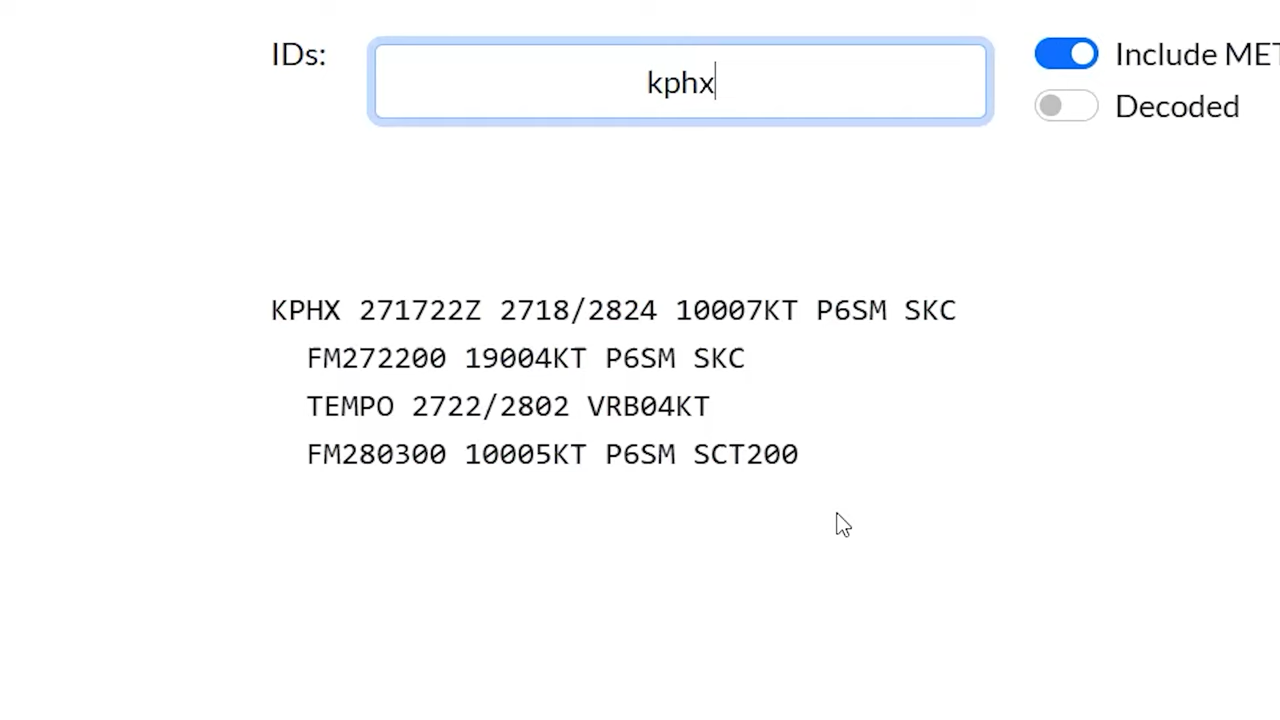 IDs:
kphx
Include MET
Decoded
KPHX 271722Z 2718/2824 10007KT P6SM SKC
FM272200 19004KT P6SM SKC
TEMPO 2722/2802 VRB04KT
FM280300 10005KT P6SM SCT200